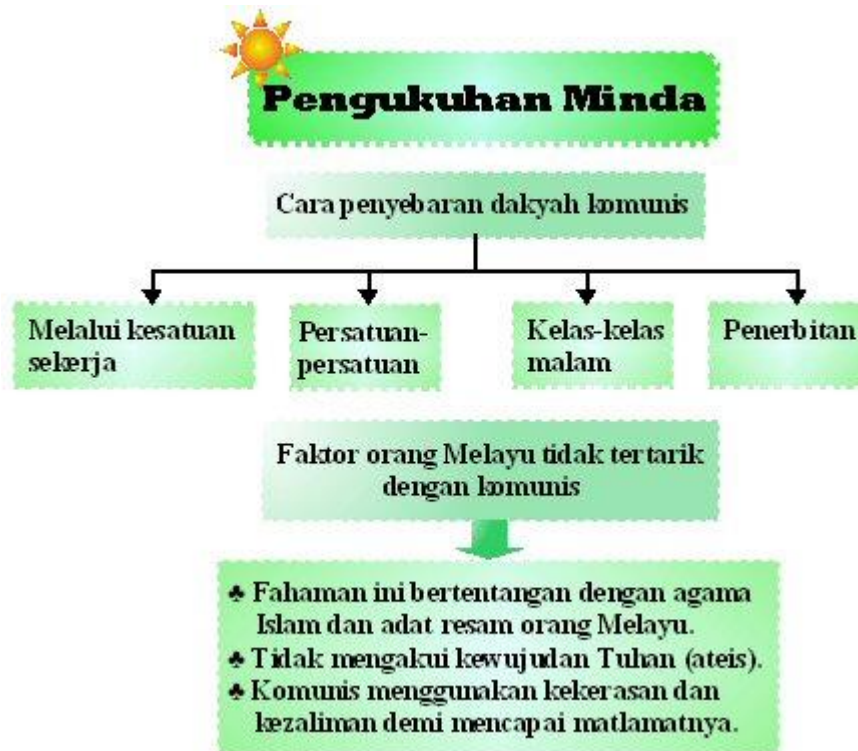 Pengukuhan Minda
Cara penyebaran dakyah komunis
Melalui kesatuan
sekerja
Persatuan-
persatuan
Kelas-kelas
malam
Penerbitan
Faktor orang Melayu tidak tertarik
dengan komunis
♣ Fahaman ini bertentangan dengan agama
Islam dan adat resam orang Melayu.
♣ Tidak mengakui kewujudan Tuhan (ateis).
♣ Komunis menggunakan kekerasan dan
kezaliman demi mencapai matlamatnya.